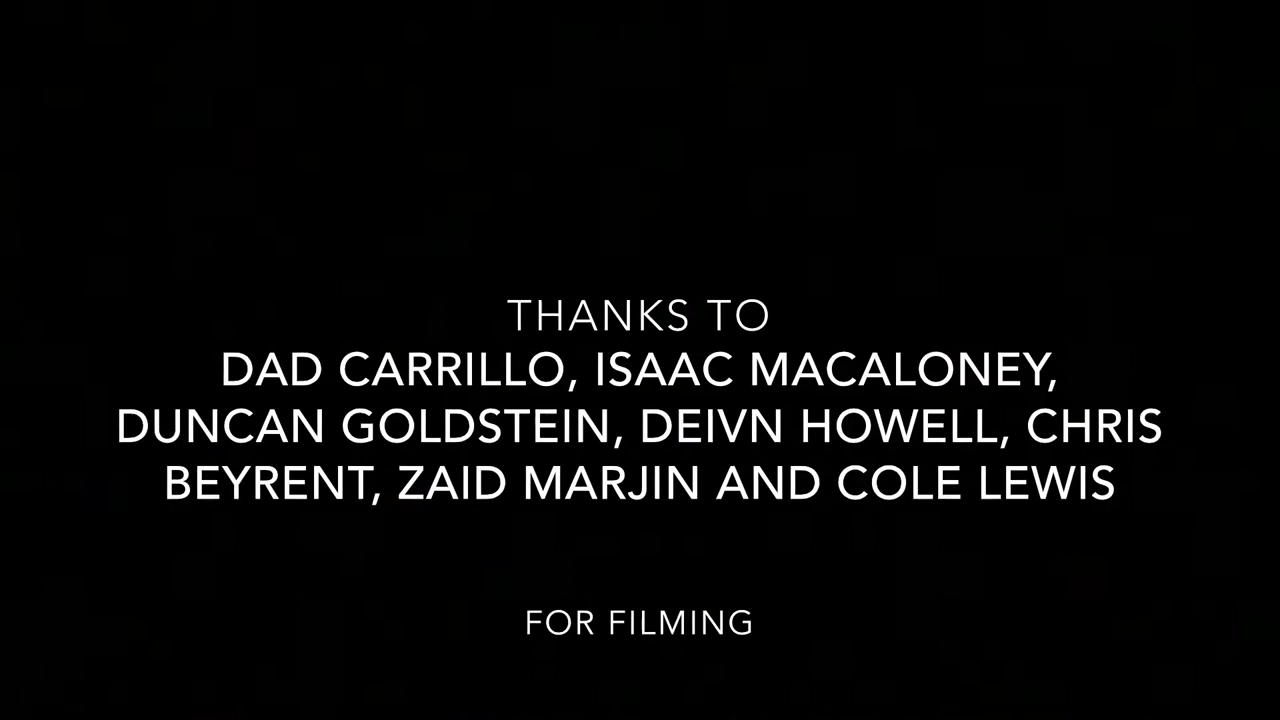 THANKS TO
DAD CARRILLO, ISAAC MACALONEY,
DUNCAN GOLDSTEIN, DEIVN HOWELL, CHRIS
BEYRENT, ZAID MARJIN AND COLE LEWIS
FOR FILMING